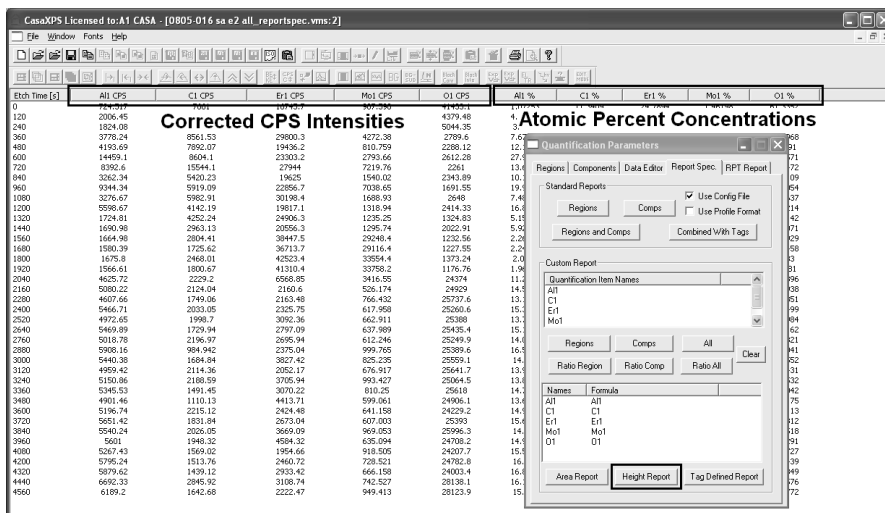 CasaXPS Licensed to:A1 CASA - [0805-016 sa e2 all_reportspec.vms:2]
File Window Fonts Help
Etch Time [s] Al1 CPS C1 CPS Er1 CPS Mo1 CPS O1 CPS Al1 % C1 % Er1 % Mo1 % O1 %
0
120 2006.45 4379.48
240 1824.08 5044.35
Corrected CPS Intensities
Atomic Percent Concentrations
360 3778.24 8561.53 29800.3 4272.38 2789.6
480 4193.69 7892.07 19436.2 810.759 2288.12
600 14459.1 8604.1 23303.2 2793.66 2612.28
720 8392.6 15544.1 27944 7219.76 2261
840 3262.34 5420.23 19625 1540.02 2343.89
960 9344.34 5919.09 22856.7 7038.65 1691.55
1080 3276.67 5982.91 30198.4 1688.93 2648
1200 5598.67 4142.19 19817.1 1318.94 2414.33
1320 1724.81 4252.24 24906.3 1235.25 1324.83
1440 1690.98 2963.13 20556.3 1295.74 2022.91
1560 1664.98 2804.41 38447.5 29248.4 1232.56
1680 1580.39 1725.62 36713.7 29116.4 1227.55
1800 1675.8 2468.01 42523.4 33554.4 1373.24
1920 1566.61 1800.67 41310.4 33758.2 1176.76
2040 4625.72 2229.2 6568.85 3416.55 24374
2160 5080.22 2124.04 2160.6 526.174 24929
2280 4607.66 1749.06 2163.48 766.432 25737.6
2400 5466.71 2033.05 2325.75 617.958 25260.6
2520 4972.65 1998.7 3092.36 662.911 25388
2640 5469.89 1729.94 2797.09 637.989 25435.4
2760 5018.78 2196.97 2695.94 612.246 25249.9
2880 5908.16 984.942 2375.04 999.765 25389.6
3000 5440.38 1684.84 3827.42 825.235 25559.1
3120 4959.42 2114.36 2052.17 676.917 25641.7
3240 5150.86 2188.59 3705.94 993.427 25064.5
3360 5345.53 1491.45 3070.22 810.25 25618
3480 4901.46 1110.13 4413.71 599.061 24906.1
3600 5196.74 2215.12 2424.48 641.158 24229.2
3720 5651.42 1831.84 2673.04 607.003 25393
3840 5540.24 2026.05 3669.09 969.053 25996.3
3960 5601 1948.32 4584.32 635.094 24708.2
4080 5267.43 1569.02 1954.66 918.505 24207.7
4200 5795.24 1513.76 2460.72 728.521 24782.8
4320 5879.62 1439.12 2933.42 666.158 24003.4
4440 6692.33 2845.92 3108.74 742.527 28138.1
4560 6189.2 1642.68 2222.47 949.413 28123.9
Quantification Parameters
Regions Components Data Editor Report Spec. RPT Report
Standard Reports
Use Config File
Regions Comps Use Profile Format
Regions and Comps Combined With Tags
Custom Report
Quantification Item Names
Al1
C1
Er1
Mo1
Regions Comps All
Clear
Ratio Region Ratio Comp Ratio All
Names Formula
Al1 Al1
C1 C1
Er1 Er1
Mo1 Mo1
O1 O1
Area Report Height Report Tag Defined Report